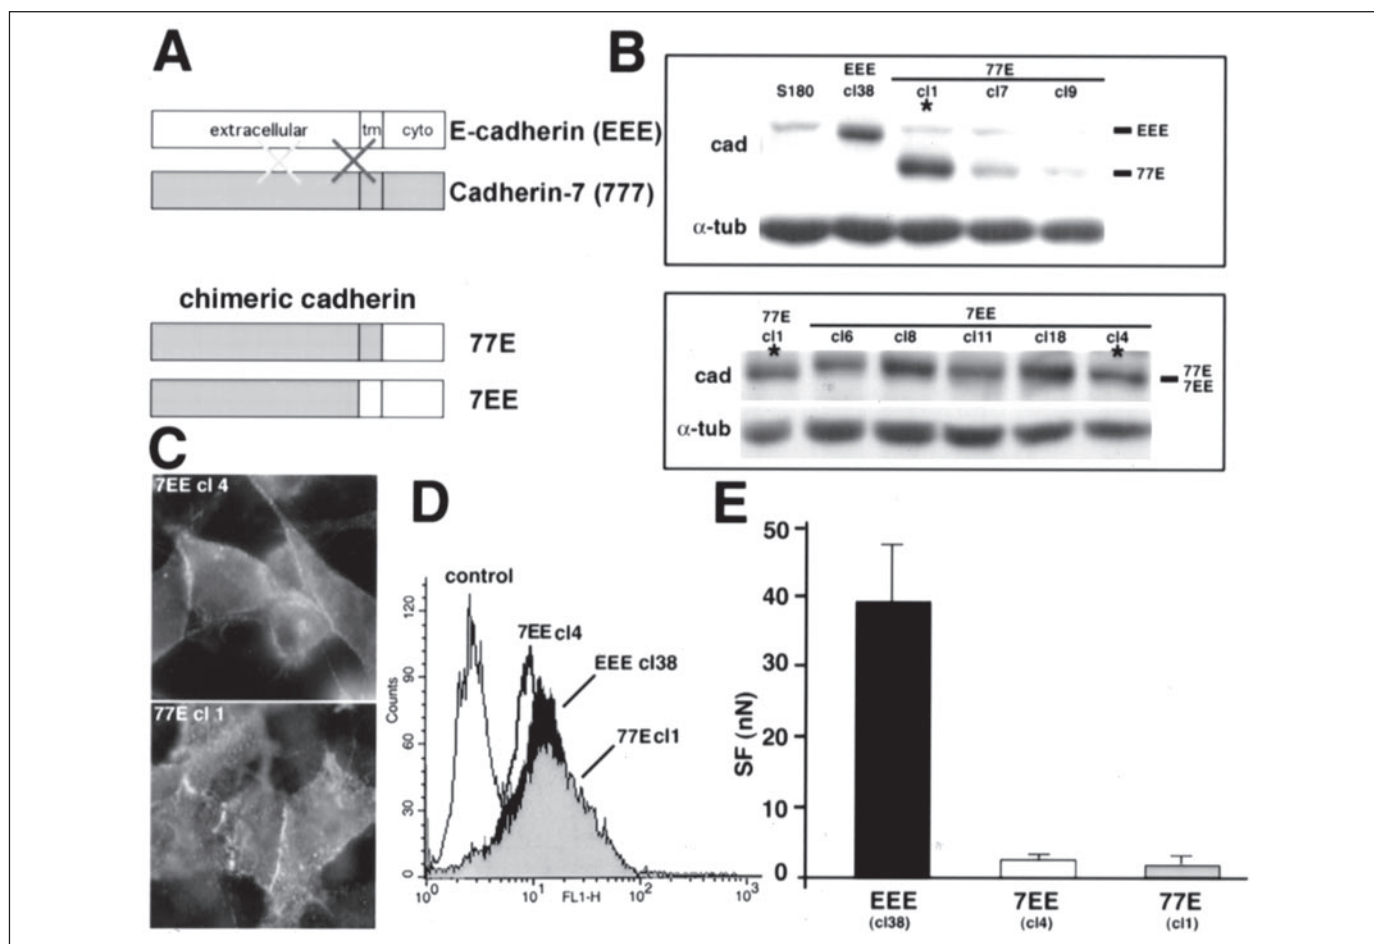 A
extracellular tm cyto E-cadherin (EEE)
Cadherin-7 (777)
chimeric cadherin
77E
7EE
B
EEE 77E
S180 cl38 cl1 cl7 cl9
*
cad
EEE
77E
α-tub
77E 7EE
cl1 cl6 cl8 cl11 cl18 cl4
* *
cad
77E
7EE
α-tub
C
7EE cl 4
77E cl 1
D
control
7EE cl4
EEE cl38
77E cl1
Counts
120
90
60
30
0
10⁰ 10¹ 10² 10³
FL1-H
E
SF (nN)
50
40
30
20
10
0
EEE 7EE 77E
(cl38) (cl4) (cl1)